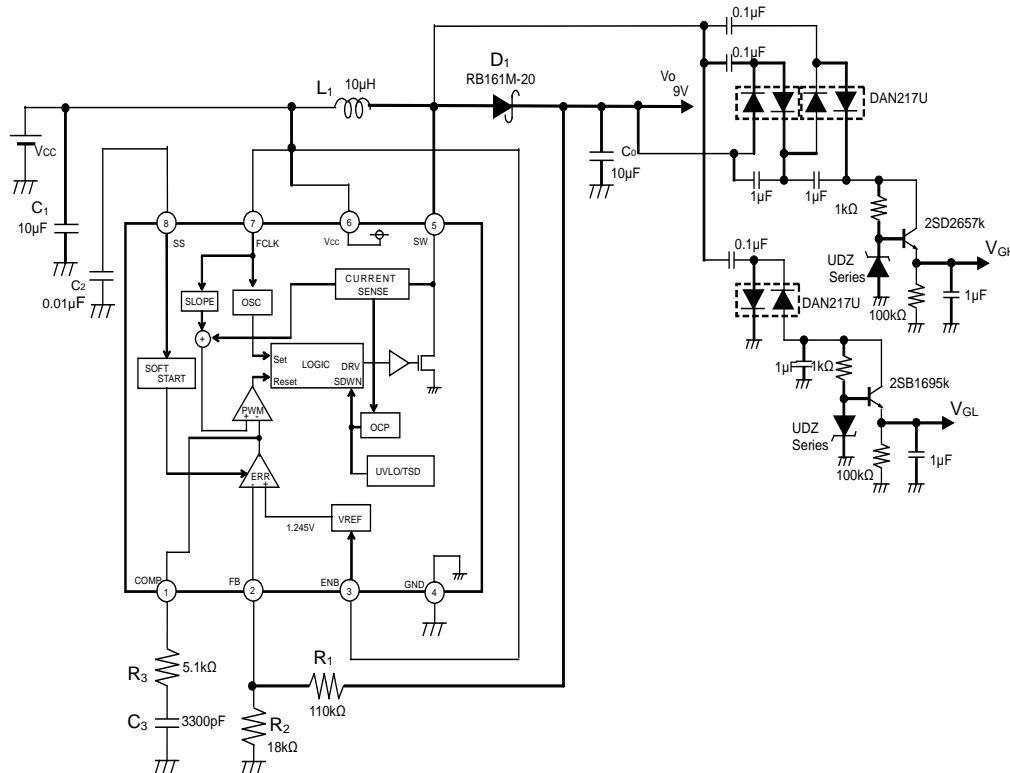 0.1µF
0.1µF
D1
RB161M-20
L1
10µH
Vo
9V
DAN217U
VCC
C0
10µF
1µF
1µF
C1
10µF
1kΩ
2SD2657k
8
7
6
5
SS
FCLK
Vcc
SW
C2
0.01µF
0.1µF
UDZ
Series
1µF
100kΩ
CURRENT
SENSE
SLOPE
OSC
DAN217U
+
Set
LOGIC
DRV
SDWN
Reset
SOFT
START
1µF
1kΩ
2SB1695k
PWM
+ -
OCP
VGL
UDZ
Series
UVLO/TSD
ERR
- +
1µF
100kΩ
1.245V
VREF
COMP
FB
ENB
GND
1
2
3
4
R3
5.1kΩ
R1
110kΩ
C3
3300pF
R2
18kΩ